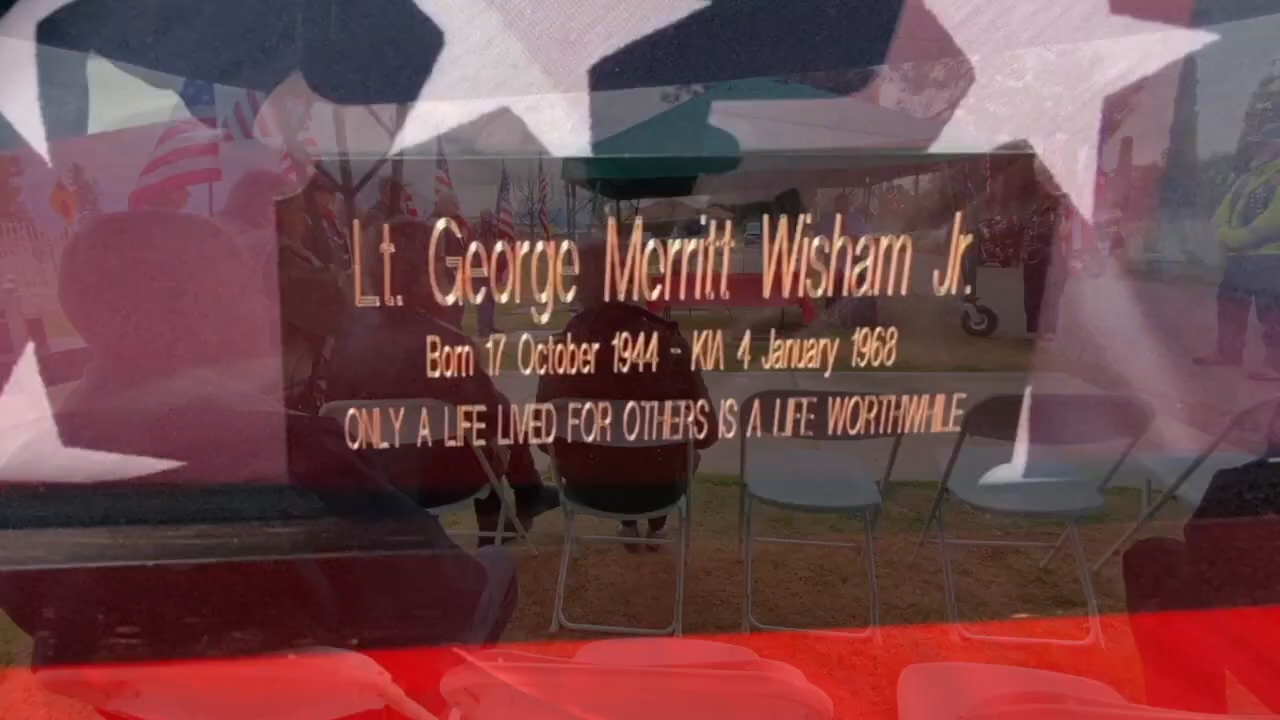 Lt. George Merritt Wisham Jr.
Born 17 October 1944 - KIA 4 January 1968
ONLY A LIFE LIVED FOR OTHERS IS A LIFE WORTHWHILE